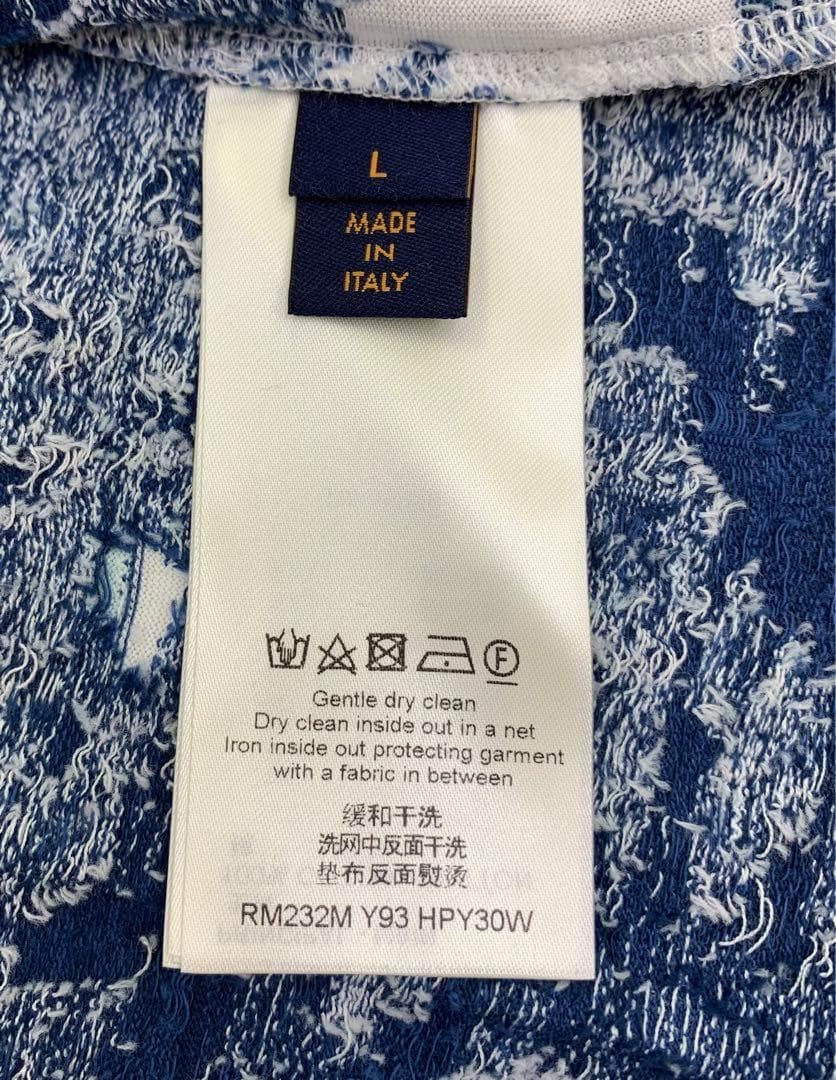 L
MADE
IN
ITALY
F
Gentle dry clean
Dry clean inside out in a net
Iron inside out protecting garment
with a fabric in between
缓和干洗
洗网中反面干洗
垫布反面熨烫
RM232M Y93 HPY30W